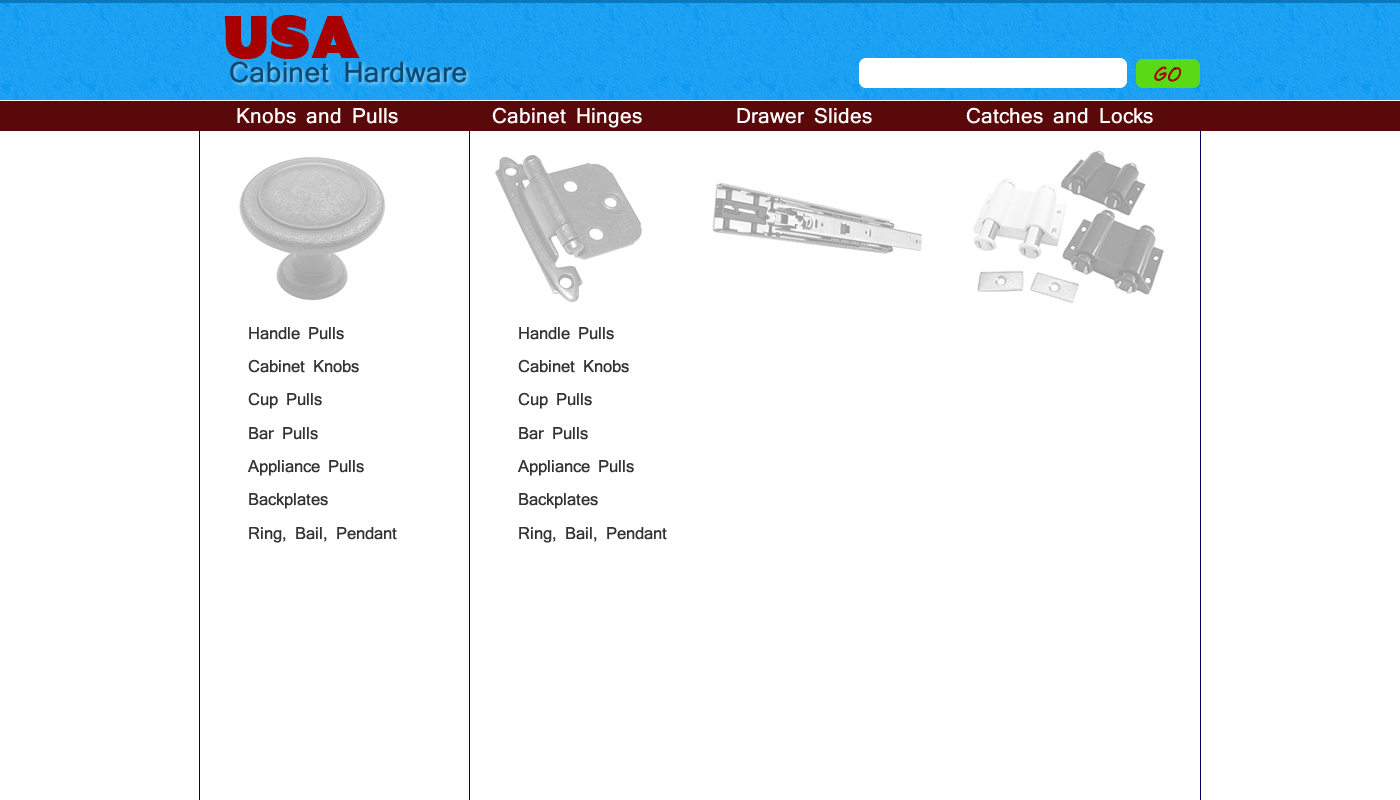 USA
Cabinet Hardware
GO
Knobs and Pulls
Cabinet Hinges
Drawer Slides
Catches and Locks
Handle Pulls
Cabinet Knobs
Cup Pulls
Bar Pulls
Appliance Pulls
Backplates
Ring, Bail, Pendant
Handle Pulls
Cabinet Knobs
Cup Pulls
Bar Pulls
Appliance Pulls
Backplates
Ring, Bail, Pendant